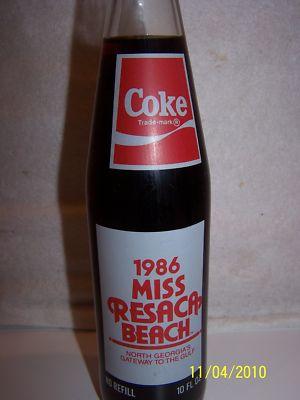 Coke
Trade-mark®
1986
MISS
RESACA
BEACH
NORTH GEORGIA'S
GATEWAY TO THE GULF
NO REFILL 10 FL
11/04/2010